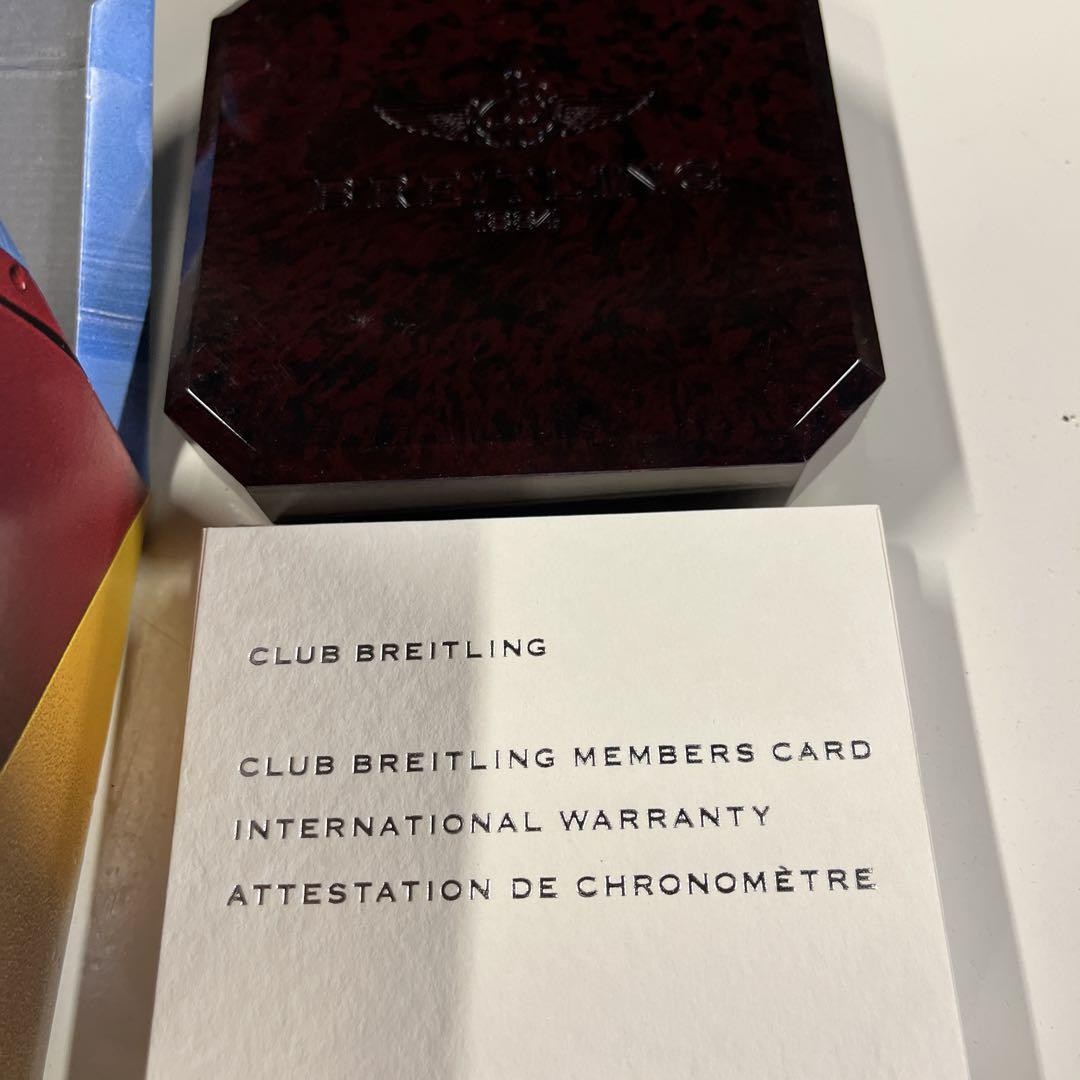 BREITLING
1884
CLUB BREITLING
CLUB BREITLING MEMBERS CARD
INTERNATIONAL WARRANTY
ATTESTATION DE CHRONOMÈTRE